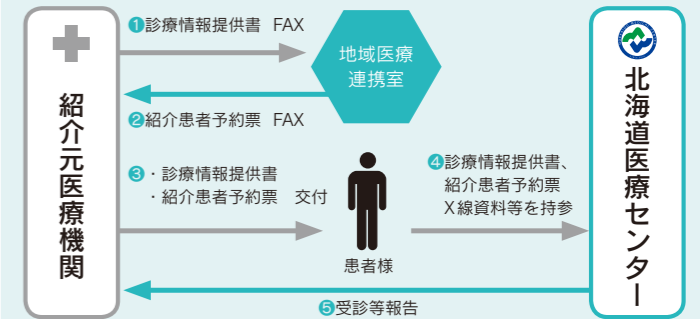 ❶診療情報提供書 FAX
地域医療
連携室
❷紹介患者予約票 FAX
紹介元医療機関
❸・診療情報提供書
・紹介患者予約票 交付
患者様
❹診療情報提供書、
紹介患者予約票
X線資料等を持参
北海道医療センター
❺受診等報告